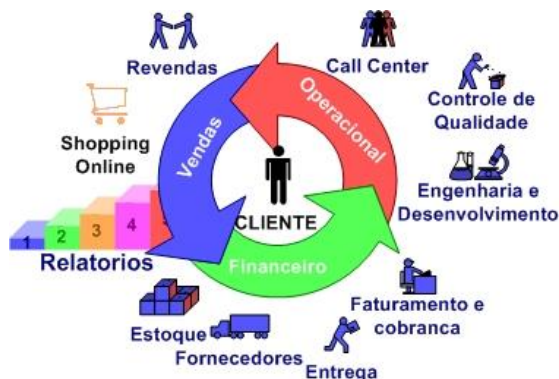 Revendas
Call Center
Controle de
Qualidade
Shopping
Online
Vendas
Operacional
Engenharia e
Desenvolvimento
1
2
3
4
CLIENTE
Relatorios
Financeiro
Faturamento e
cobranca
Estoque
Fornecedores
Entrega